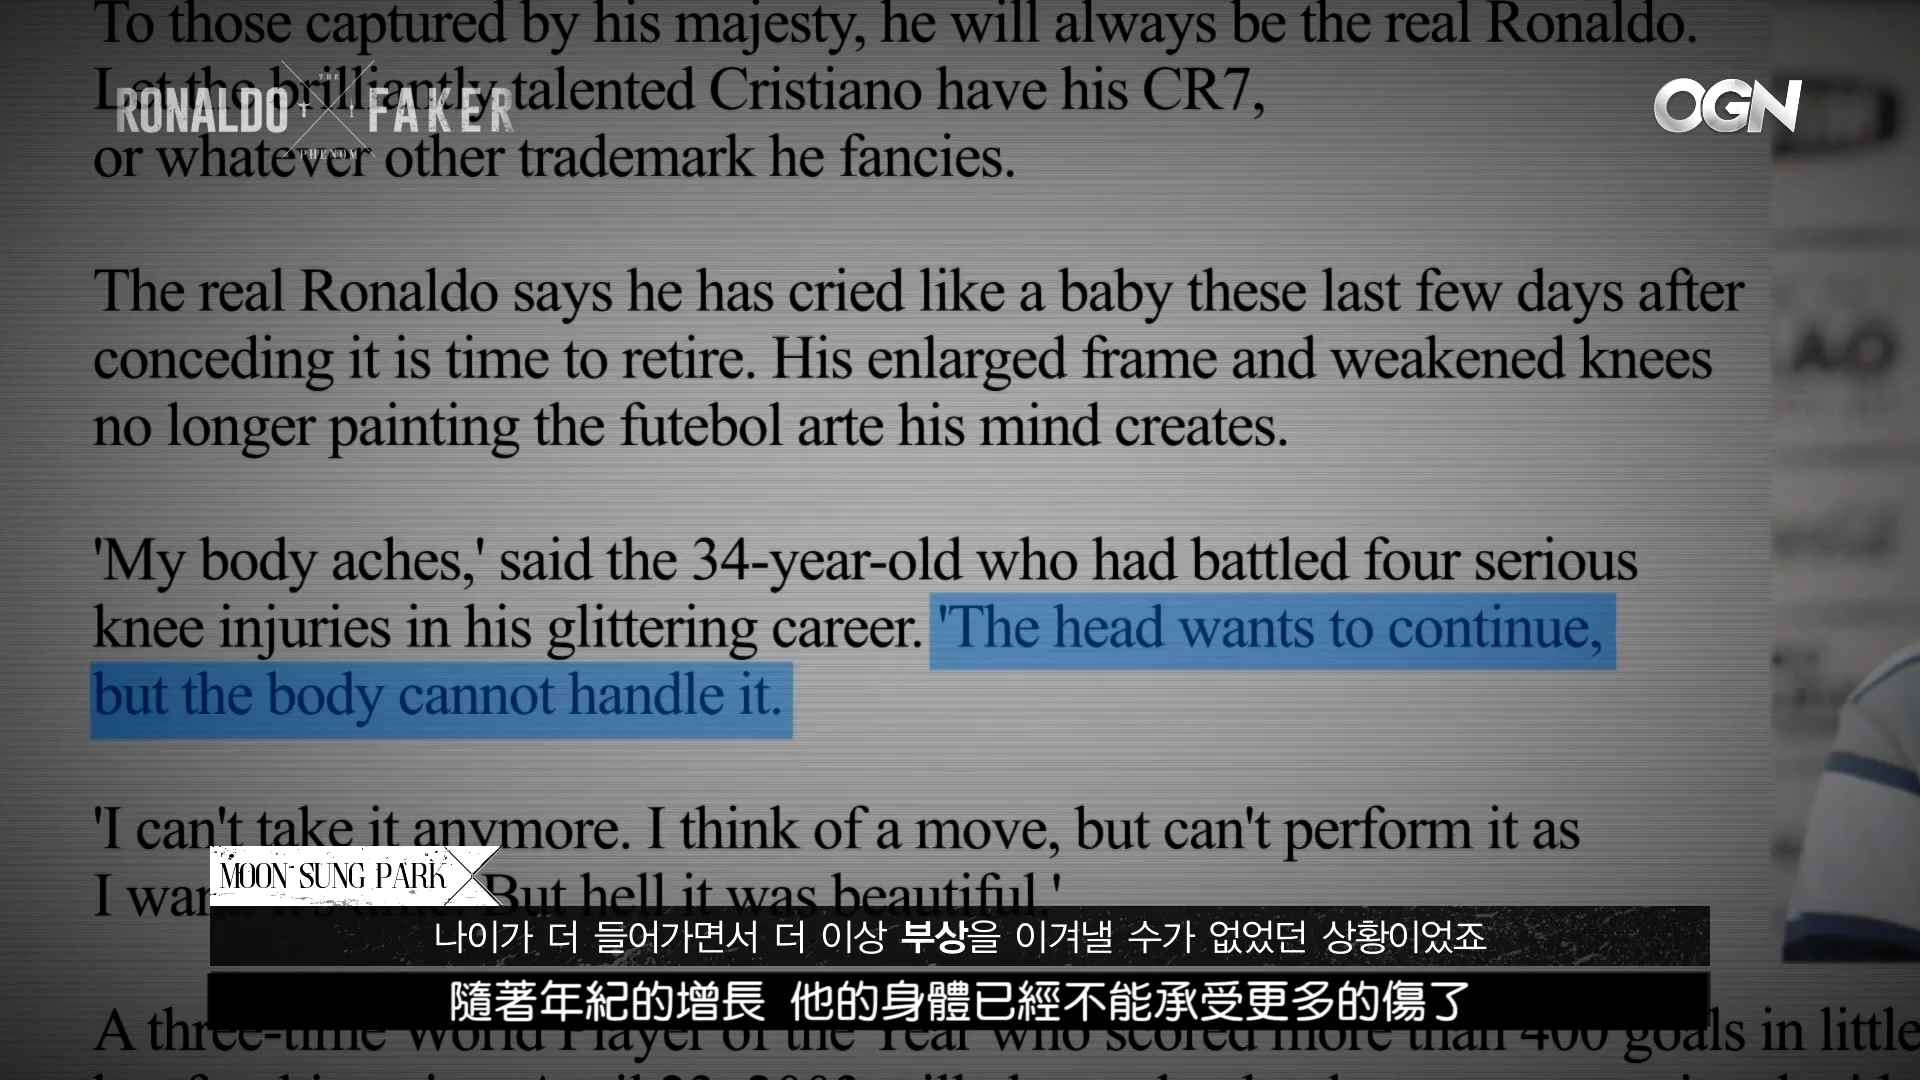 To those captured by his majesty, he will always be the real Ronaldo.
Let the brilliantly talented Cristiano have his CR7,
THE
RONALDO FAKER
PHENOM
OGN
or whatever other trademark he fancies.
The real Ronaldo says he has cried like a baby these last few days after
conceding it is time to retire. His enlarged frame and weakened knees
no longer painting the futebol arte his mind creates.
'My body aches,' said the 34-year-old who had battled four serious
knee injuries in his glittering career. 'The head wants to continue,
but the body cannot handle it.
'I can't take it anymore. I think of a move, but can't perform it as
I But hell it was beautiful.'
MOON SUNG PARK
나이가 더 들어가면서 더 이상 부상을 이겨낼 수가 없었던 상황이었죠
隨著年紀的增長 他的身體已經不能承受更多的傷了
A three-time World Player of the Year who scored more than 400 goals in little